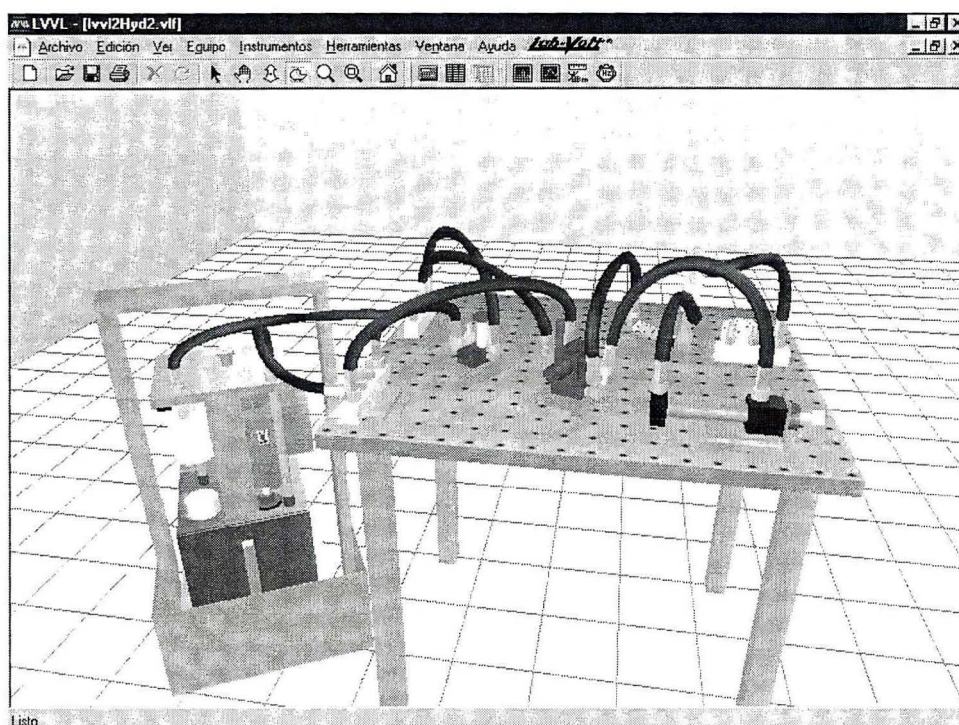 LVVL - [lvvl2Hyd2.vlf]
Archivo Edición Ver Equipo Instrumentos Herramientas Ventana Ayuda Lab-Volt
Listo